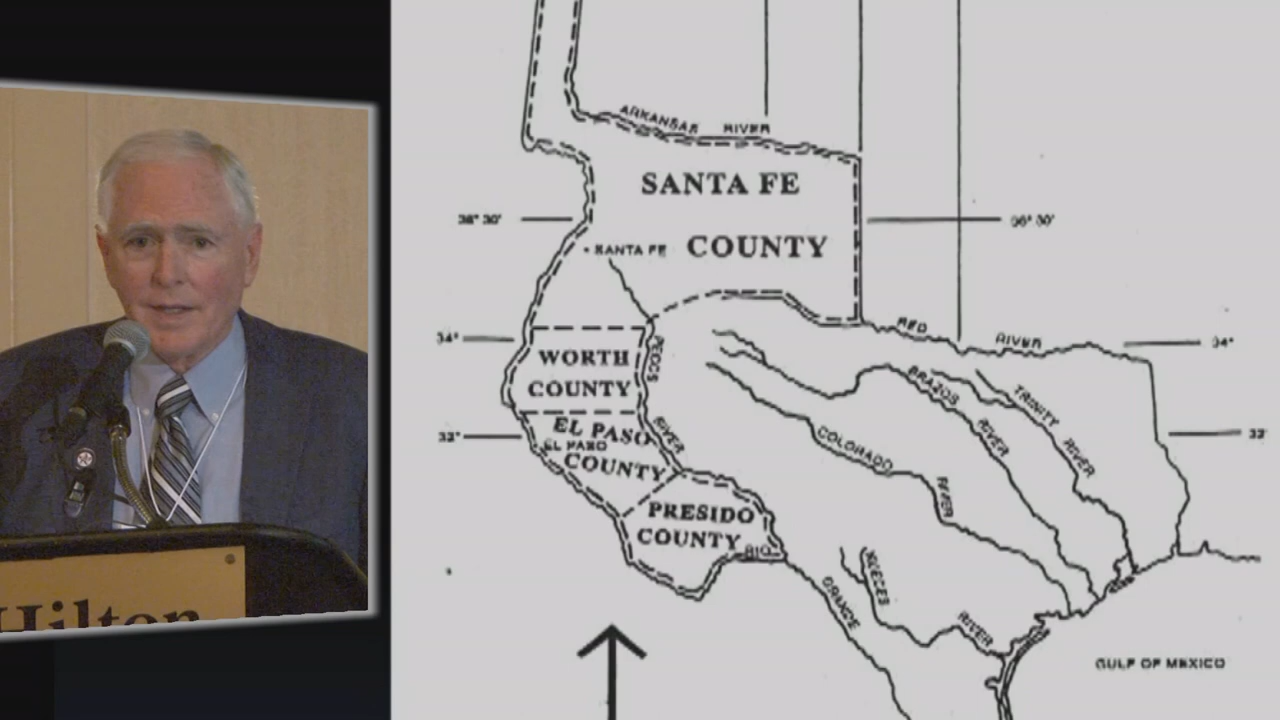 ARKANSAS RIVER
SANTA FE
COUNTY
36° 30'
SANTA FE
RED
RIVER
34°
34°
WORTH
COUNTY
PECOS
RIVER
BRAZOS
RIVER
TRINITY
RIVER
32°
32°
EL PASO
EL PASO
COUNTY
COLORADO
RIVER
PRESIDO
COUNTY
RIO
GRANDE
NUECES
RIVER
GULF OF MEXICO
Hilton